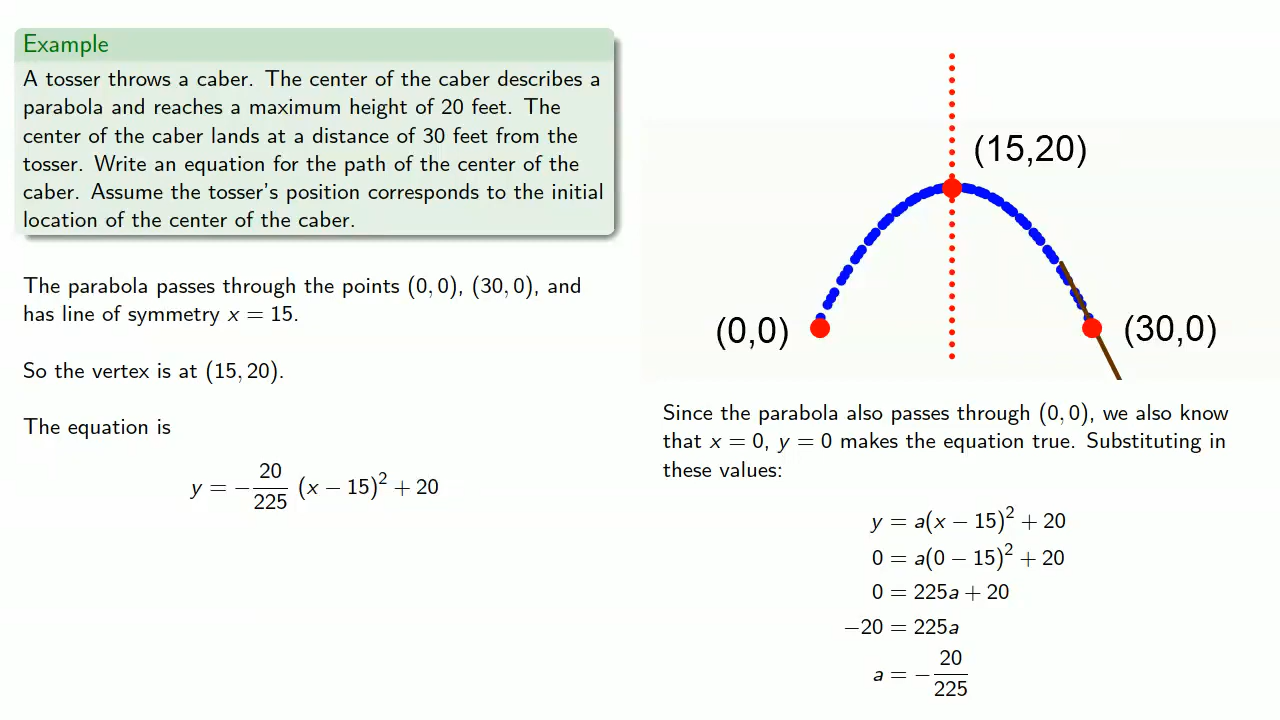 Example
A tosser throws a caber. The center of the caber describes a
parabola and reaches a maximum height of 20 feet. The
center of the caber lands at a distance of 30 feet from the
tosser. Write an equation for the path of the center of the
caber. Assume the tosser's position corresponds to the initial
location of the center of the caber.
The parabola passes through the points (0, 0), (30, 0), and
has line of symmetry x = 15.
So the vertex is at (15, 20).
The equation is
y = −20/225 (x − 15)² + 20
(15,20)
(0,0)
(30,0)
Since the parabola also passes through (0, 0), we also know
that x = 0, y = 0 makes the equation true. Substituting in
these values:
y = a(x − 15)² + 20
0 = a(0 − 15)² + 20
0 = 225a + 20
−20 = 225a
a = −20/225